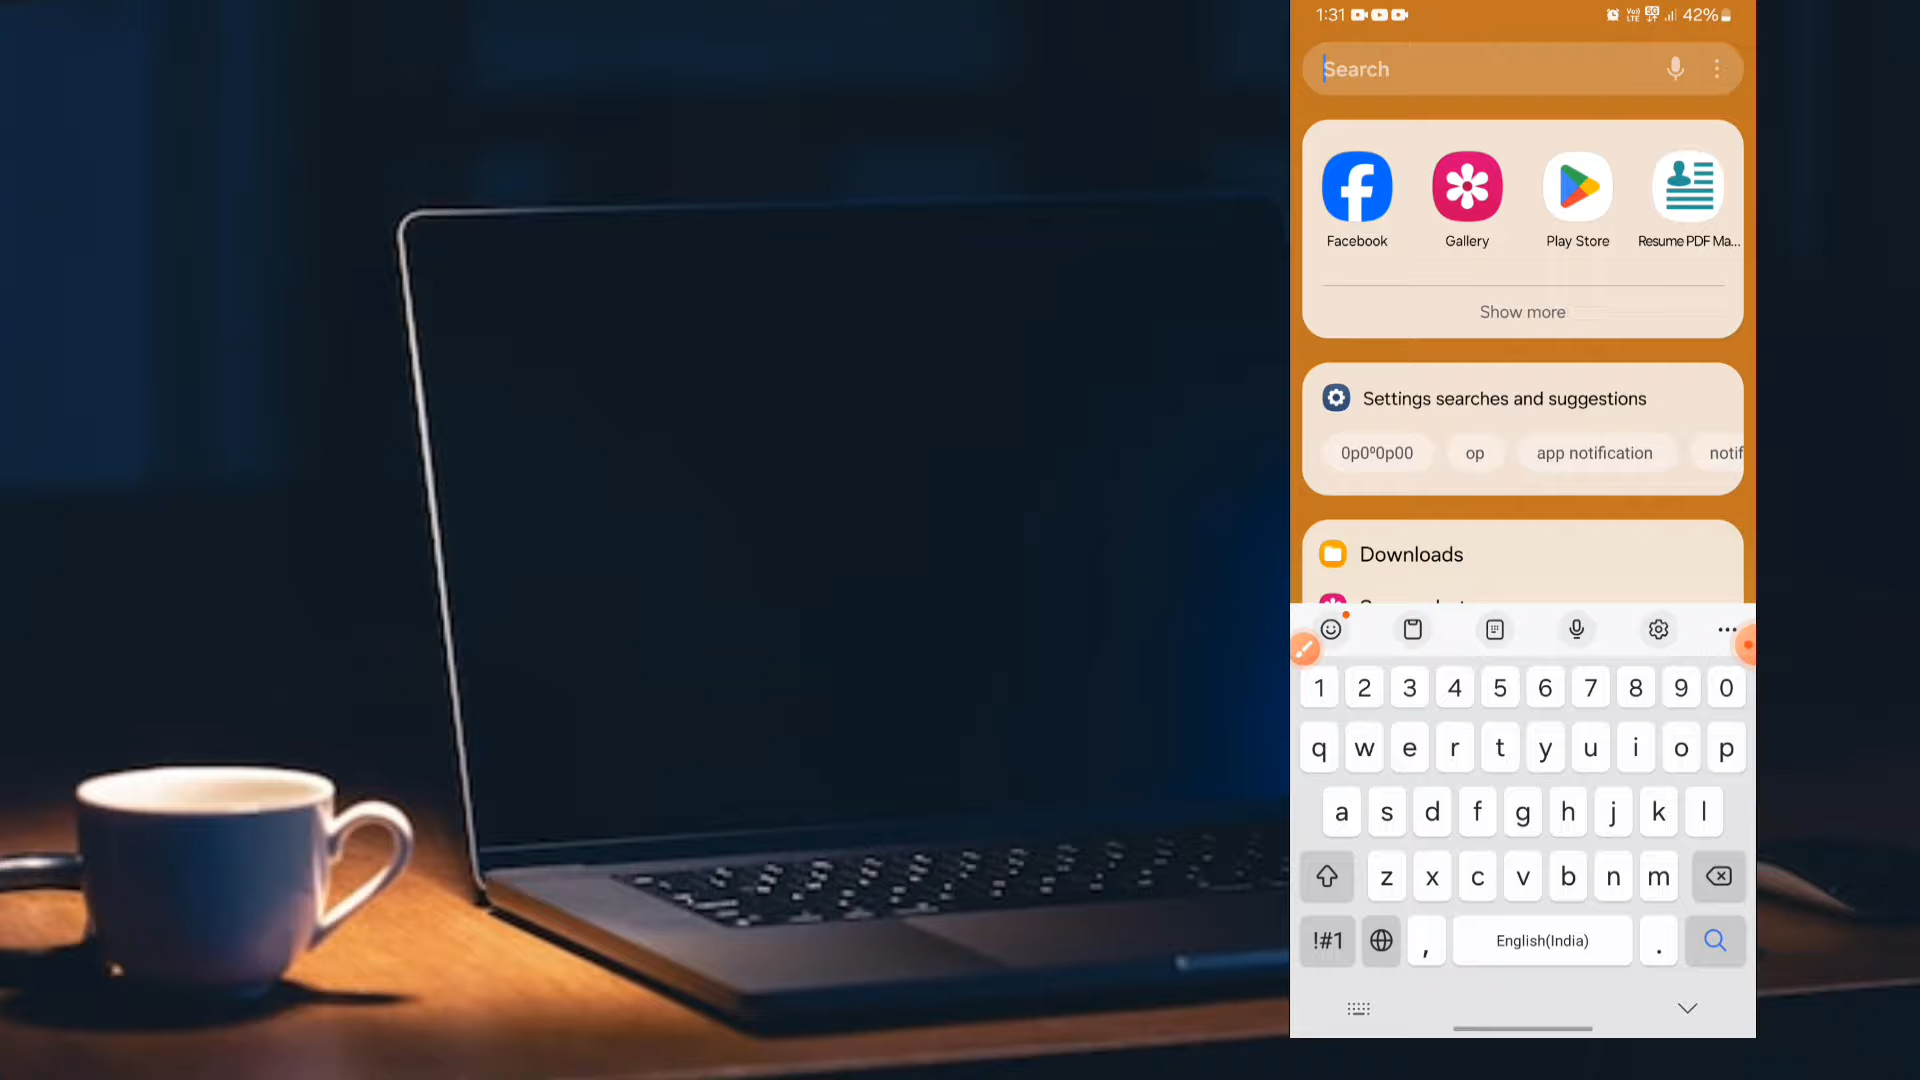 1:31 42%
Search
Facebook Gallery Play Store Resume PDF Ma...
Show more
Settings searches and suggestions
0p0⁰0p00 op app notification notif
Downloads
1 2 3 4 5 6 7 8 9 0
q w e r t y u i o p
a s d f g h j k l
z x c v b n m
!#1 , English(India) .